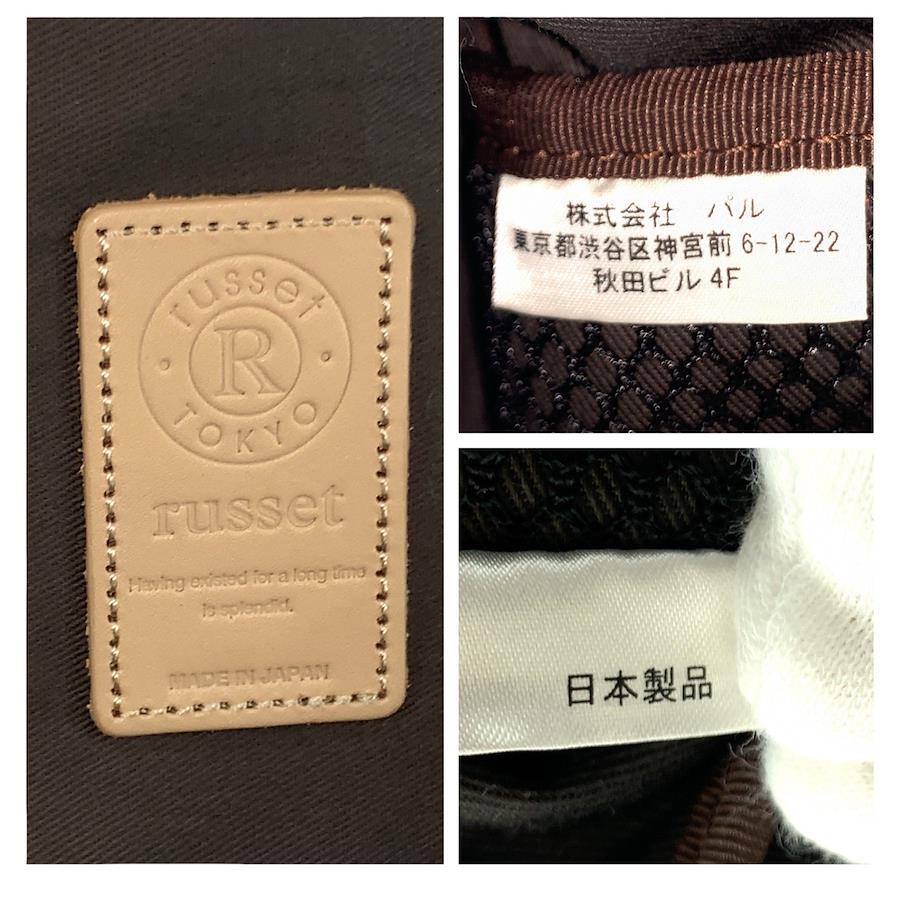 russet
R
TOKYO
russet
Having existed for a long time
is splendid.
MADE IN JAPAN
株式会社 パル
東京都渋谷区神宮前 6-12-22
秋田ビル 4F
日本製品